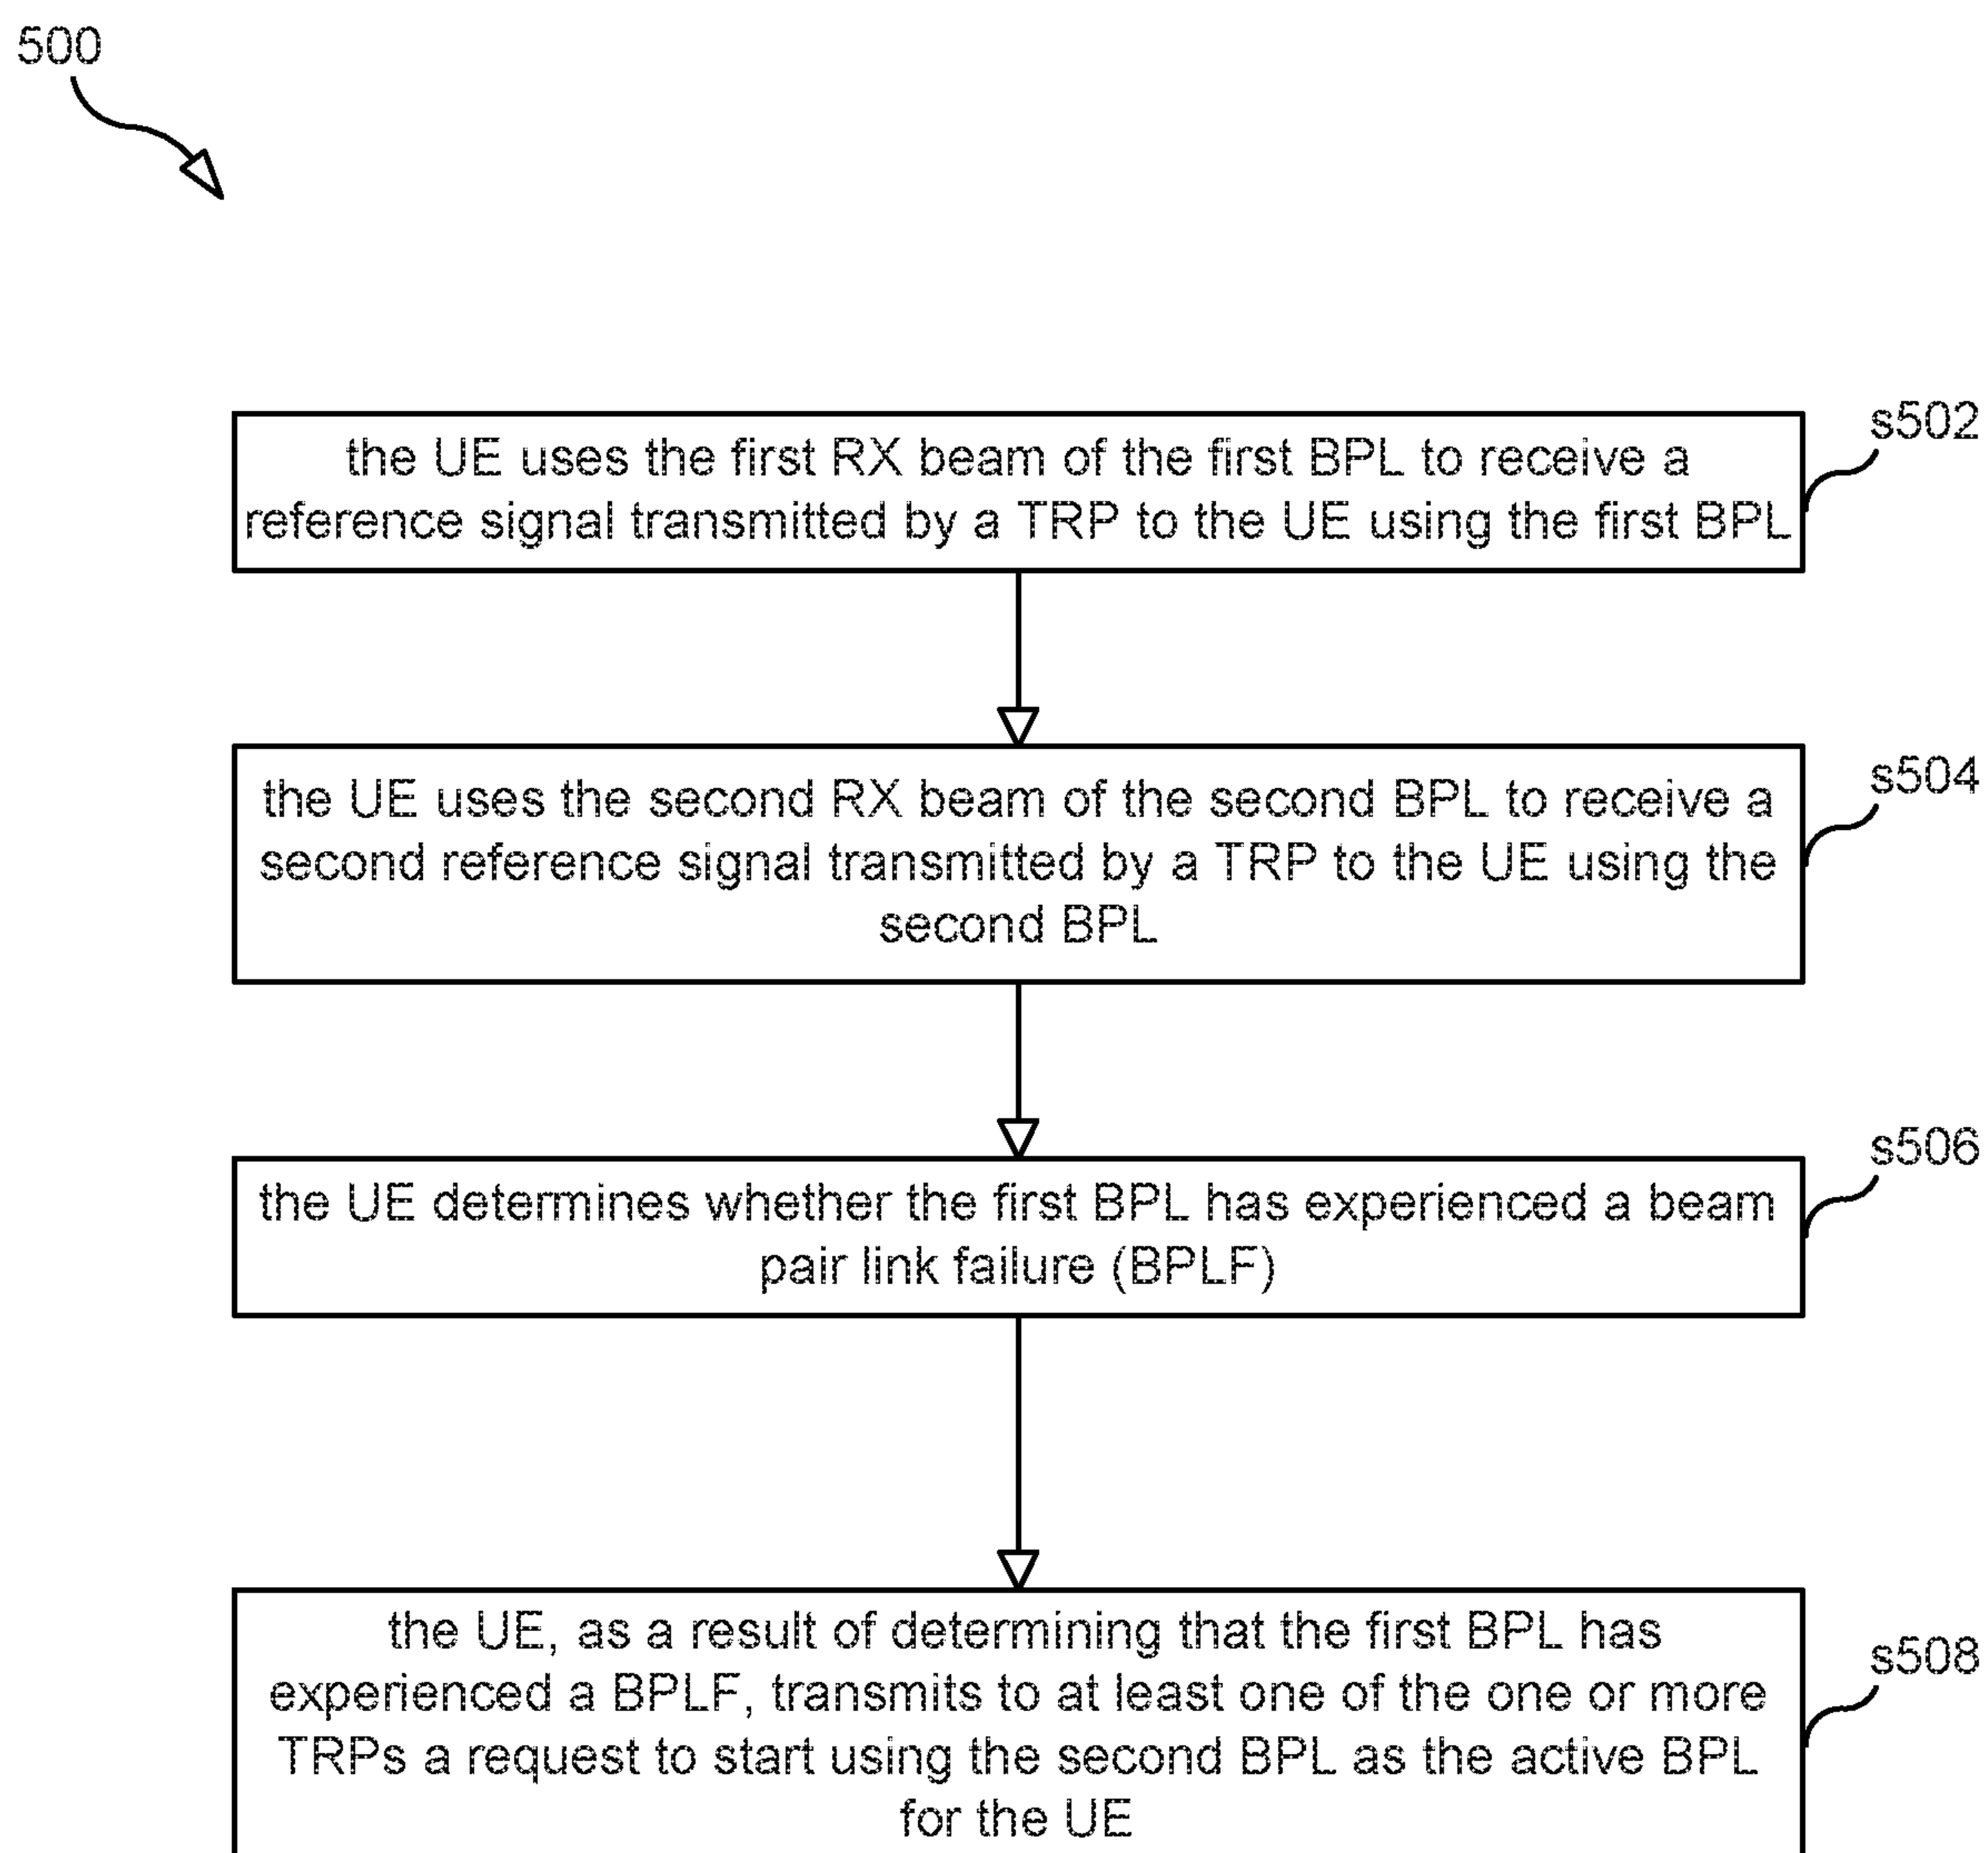 500
the UE uses the first RX beam of the first BPL to receive a
reference signal transmitted by a TRP to the UE using the first BPL
s502
the UE uses the second RX beam of the second BPL to receive a
second reference signal transmitted by a TRP to the UE using the
second BPL
s504
the UE determines whether the first BPL has experienced a beam
pair link failure (BPLF)
s506
the UE, as a result of determining that the first BPL has
experienced a BPLF, transmits to at least one of the one or more
TRPs a request to start using the second BPL as the active BPL
for the UE
s508